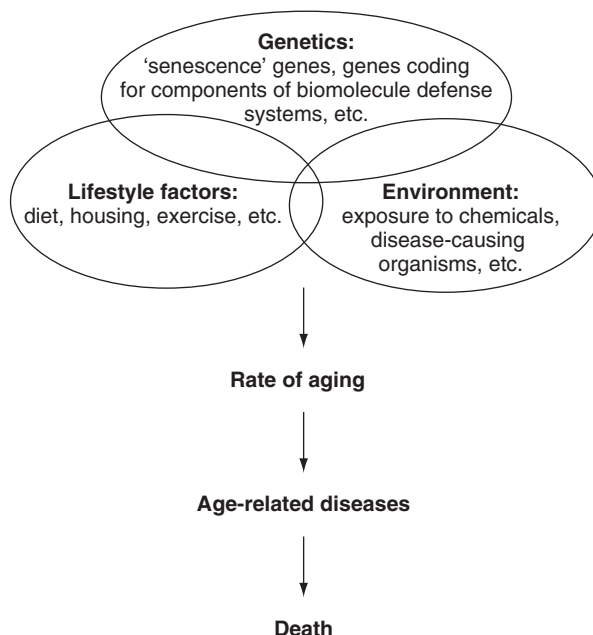 Genetics:
‘senescence’ genes, genes coding
for components of biomolecule defense
systems, etc.
Lifestyle factors:
diet, housing, exercise, etc.
Environment:
exposure to chemicals,
disease-causing
organisms, etc.
Rate of aging
Age-related diseases
Death